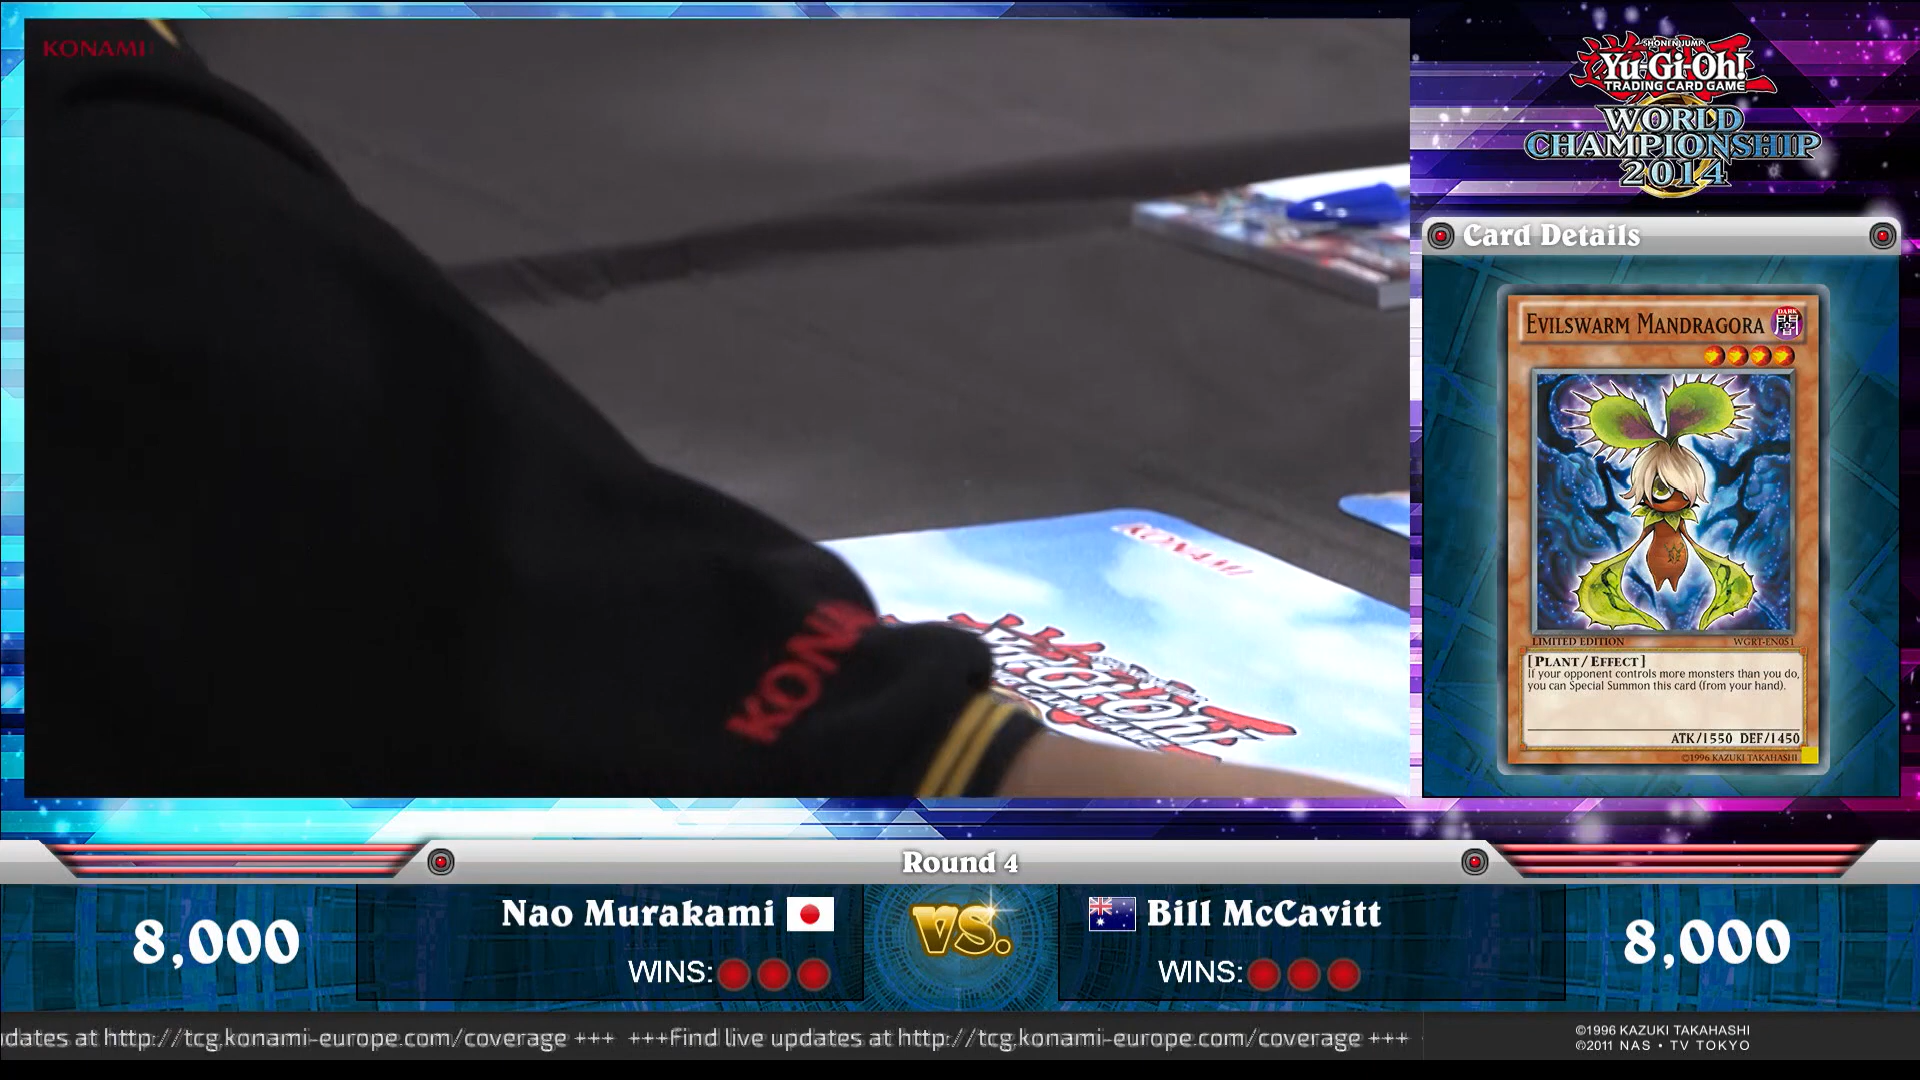 KONAMI
KONAMI
KONA
SHONEN JUMP
Yu-Gi-Oh!
TRADING CARD GAME
WORLD
CHAMPIONSHIP
2014
Card Details
EVILSWARM MANDRAGORA
DARK
闇
LIMITED EDITION WGRT-EN051
[PLANT/EFFECT]
If your opponent controls more monsters than you do,
you can Special Summon this card (from your hand).
ATK/1550 DEF/1450
©1996 KAZUKI TAKAHASHI
Round 4
8,000
Nao Murakami
WINS:
VS.
Bill McCavitt
WINS:
8,000
dates at http://tcg.konami-europe.com/coverage +++ +++Find live updates at http://tcg.konami-europe.com/coverage +++
©1996 KAZUKI TAKAHASHI
©2011 NAS • TV TOKYO